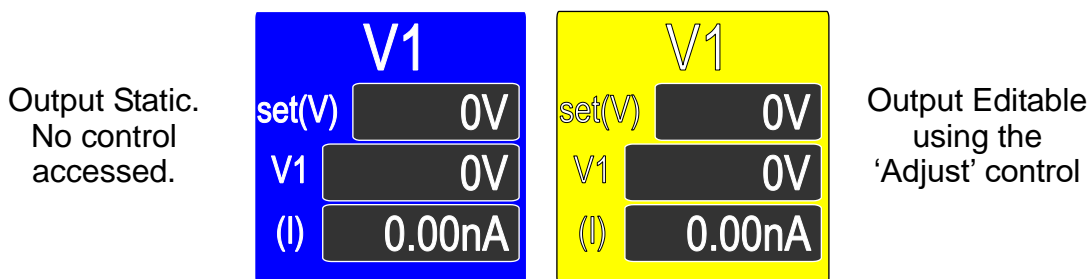 Output Static.
No control
accessed.
V1
set(V) 0V
V1 0V
(I) 0.00nA
V1
set(V) 0V
V1 0V
(I) 0.00nA
Output Editable
using the
‘Adjust’ control